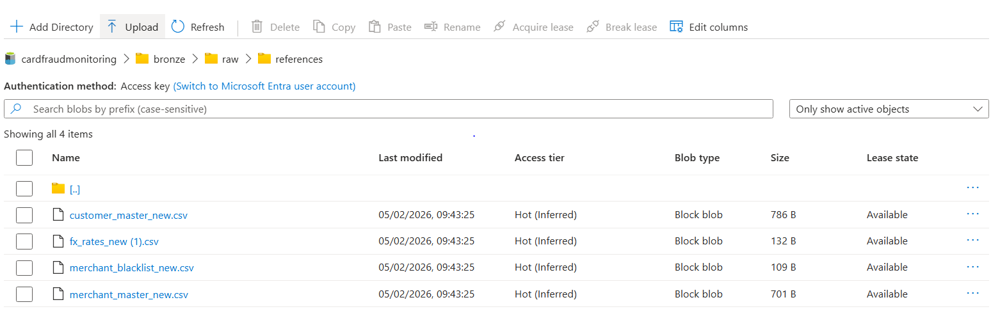 Add Directory Upload Refresh Delete Copy Paste Rename Acquire lease Break lease Edit columns
cardfraudmonitoring > bronze > raw > references
Authentication method: Access key (Switch to Microsoft Entra user account)
Search blobs by prefix (case-sensitive) Only show active objects
Showing all 4 items
Name Last modified Access tier Blob type Size Lease state
[..] ...
customer_master_new.csv 05/02/2026, 09:43:25 Hot (Inferred) Block blob 786 B Available ...
fx_rates_new (1).csv 05/02/2026, 09:43:25 Hot (Inferred) Block blob 132 B Available ...
merchant_blacklist_new.csv 05/02/2026, 09:43:25 Hot (Inferred) Block blob 109 B Available ...
merchant_master_new.csv 05/02/2026, 09:43:25 Hot (Inferred) Block blob 701 B Available ...